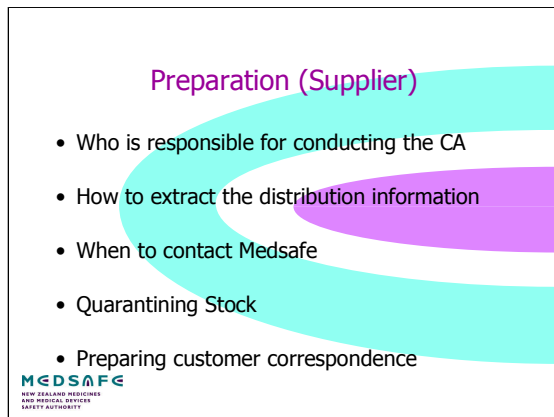 Preparation (Supplier)
• Who is responsible for conducting the CA
• How to extract the distribution information
• When to contact Medsafe
• Quarantining Stock
• Preparing customer correspondence
MEDSAFE
NEW ZEALAND MEDICINES
AND MEDICAL DEVICES
SAFETY AUTHORITY